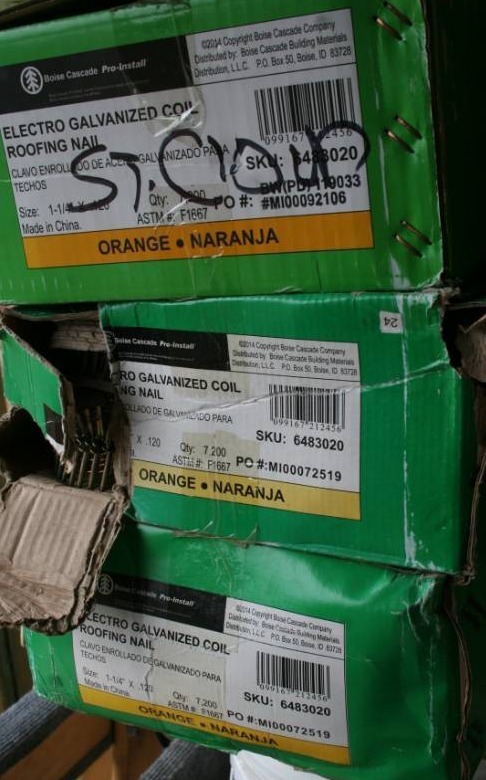 Boise Cascade Pro-Install
©2014 Copyright Boise Cascade Company
Distributed by: Boise Cascade Building Materials
Distribution, L.L.C. P.O. Box 50, Boise, ID 83728
ELECTRO GALVANIZED COIL
ROOFING NAIL
CLAVO ENROLLADO DE ACERO GALVANIZADO PARA
TECHOS
ST. Cloud
SKU: 6483020
Size: 1-1/4" X .120
Made in China.
ASTM #: F1667
PO #: #MI00092106
ORANGE • NARANJA
24
Boise Cascade Pro-Install
©2014 Copyright Boise Cascade Company
Distributed by: Boise Cascade Building Materials
Distribution, L.L.C. P.O. Box 50, Boise, ID 83728
RO GALVANIZED COIL
NG NAIL
OLLADO DE GALVANIZADO PARA
099167 212456
SKU: 6483020
X .120
Qty: 7,200
ASTM #: F1667
PO #:MI00072519
ORANGE • NARANJA
Boise Cascade Pro-Install
©2014 Copyright Boise Cascade Company
Distributed by: Boise Cascade Building Materials
Distribution, L.L.C. P.O. Box 50, Boise, ID 83728
ELECTRO GALVANIZED COIL
ROOFING NAIL
CLAVO ENROLLADO DE GALVANIZADO PARA
TECHOS
099167 212456
SKU: 6483020
Size: 1-1/4" X .120
Made in China
Qty: 7,200
ASTM #: F1667
PO #:MI00072519
ORANGE • NARANJA